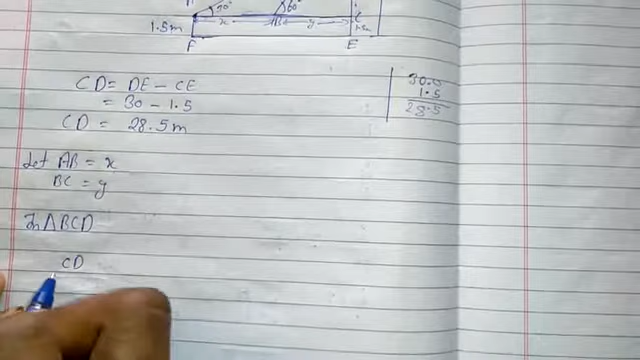 30° 60°
1.5m x y C
F E
CD = DE - CE
= 30 - 1.5
CD = 28.5m
30.0
1.5
28.5
Let AB = x
BC = y
In ΔBCD
CD